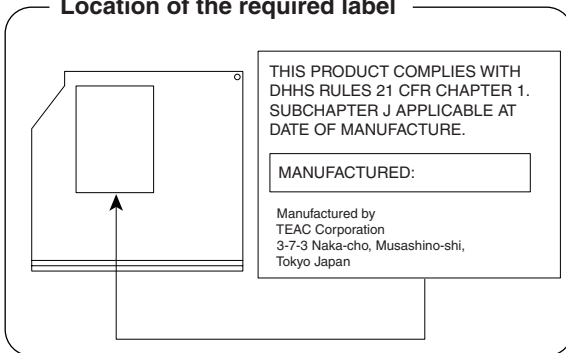 Location of the required label
THIS PRODUCT COMPLIES WITH
DHHS RULES 21 CFR CHAPTER 1.
SUBCHAPTER J APPLICABLE AT
DATE OF MANUFACTURE.
MANUFACTURED:
Manufactured by
TEAC Corporation
3-7-3 Naka-cho, Musashino-shi,
Tokyo Japan